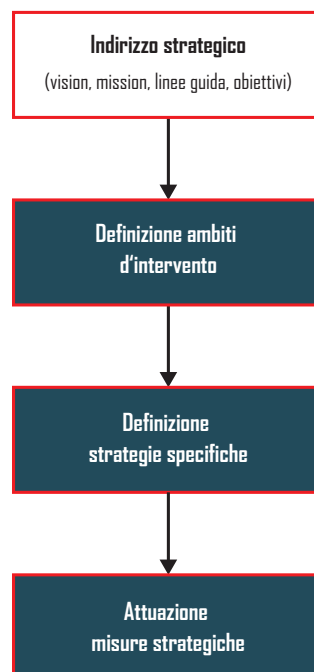 Indirizzo strategico
(vision, mission, linee guida, obiettivi)
Definizione ambiti
d'intervento
Definizione
strategie specifiche
Attuazione
misure strategiche